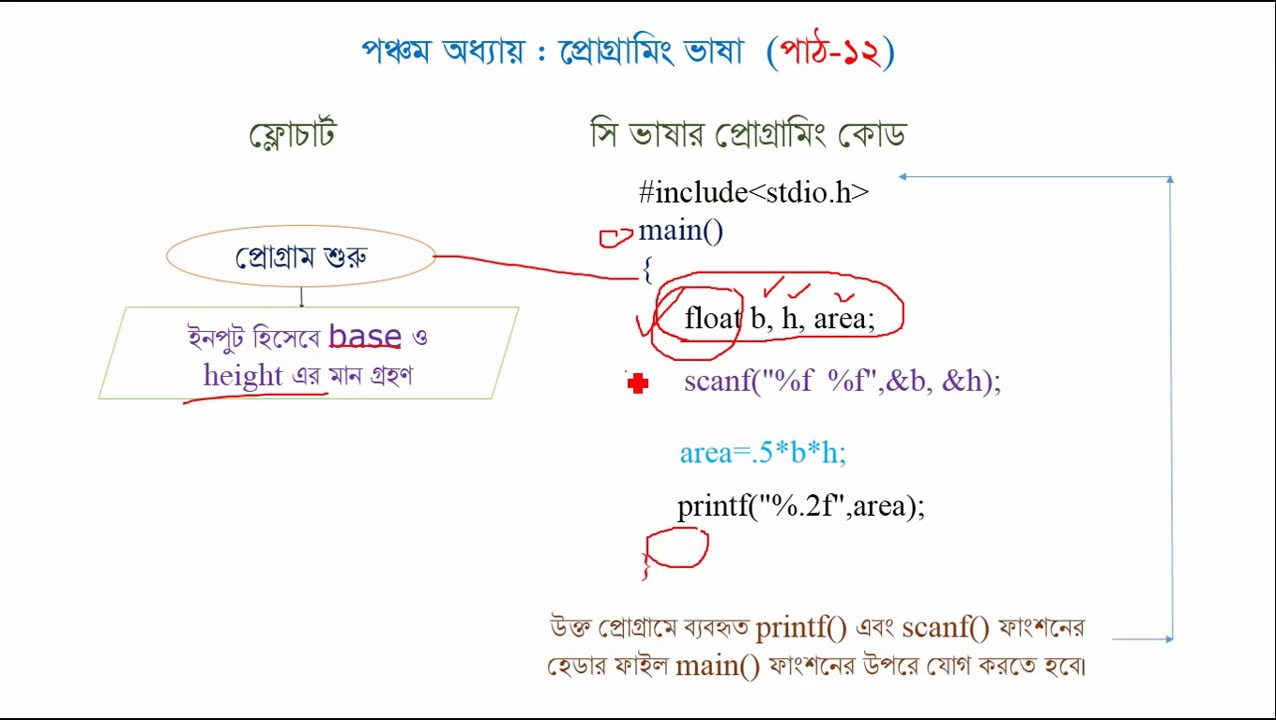 পঞ্চম অধ্যায় : প্রোগ্রামিং ভাষা (পাঠ-১২)
ফ্লোচার্ট
সি ভাষার প্রোগ্রামিং কোড
প্রোগ্রাম শুরু
ইনপুট হিসেবে base ও
height এর মান গ্রহণ
#include<stdio.h>
main()
{
float b, h, area;
scanf("%f %f",&b, &h);
area=.5*b*h;
printf("%.2f",area);
}
উক্ত প্রোগ্রামে ব্যবহৃত printf() এবং scanf() ফাংশনের
হেডার ফাইল main() ফাংশনের উপরে যোগ করতে হবে।